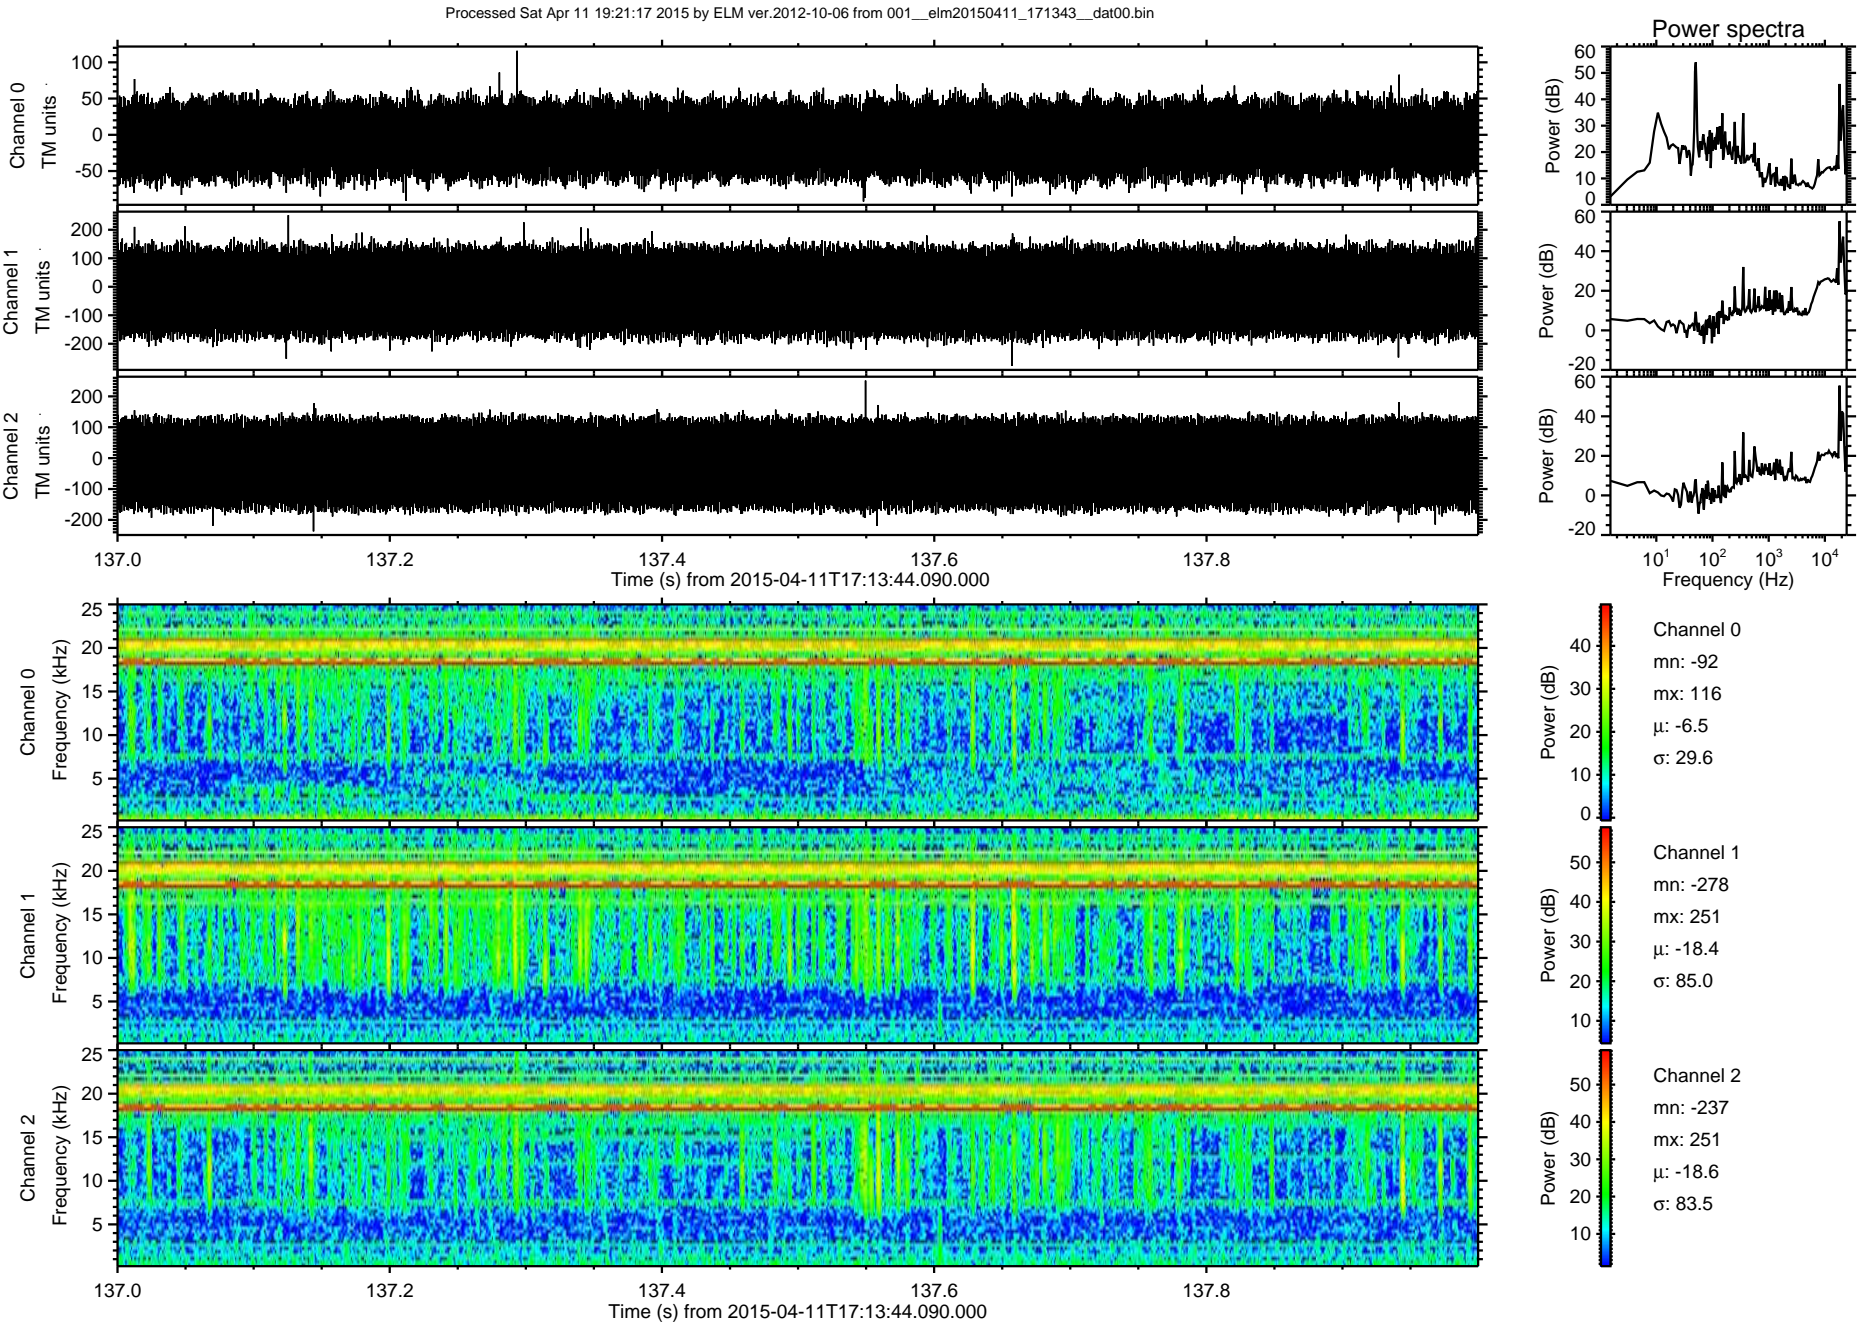 Processed Sat Apr 11 19:21:17 2015 by ELM ver.2012-10-06 from 001__elm20150411_171343__dat00.bin
Power spectra
Channel 0
TM units
100
50
0
-50
Power (dB)
60
50
40
30
20
10
0
Channel 1
TM units
200
100
0
-100
-200
Power (dB)
60
40
20
0
-20
Channel 2
TM units
200
100
0
-100
-200
Power (dB)
60
40
20
0
-20
137.0 137.2 137.4 137.6 137.8
Time (s) from 2015-04-11T17:13:44.090.000
10^1 10^2 10^3 10^4
Frequency (Hz)
Channel 0
Frequency (kHz)
25
20
15
10
5
Power (dB)
40
30
20
10
0
Channel 0
mn: -92
mx: 116
µ: -6.5
σ: 29.6
Channel 1
Frequency (kHz)
25
20
15
10
5
Power (dB)
50
40
30
20
10
Channel 1
mn: -278
mx: 251
µ: -18.4
σ: 85.0
Channel 2
Frequency (kHz)
25
20
15
10
5
Power (dB)
50
40
30
20
10
Channel 2
mn: -237
mx: 251
µ: -18.6
σ: 83.5
137.0 137.2 137.4 137.6 137.8
Time (s) from 2015-04-11T17:13:44.090.000